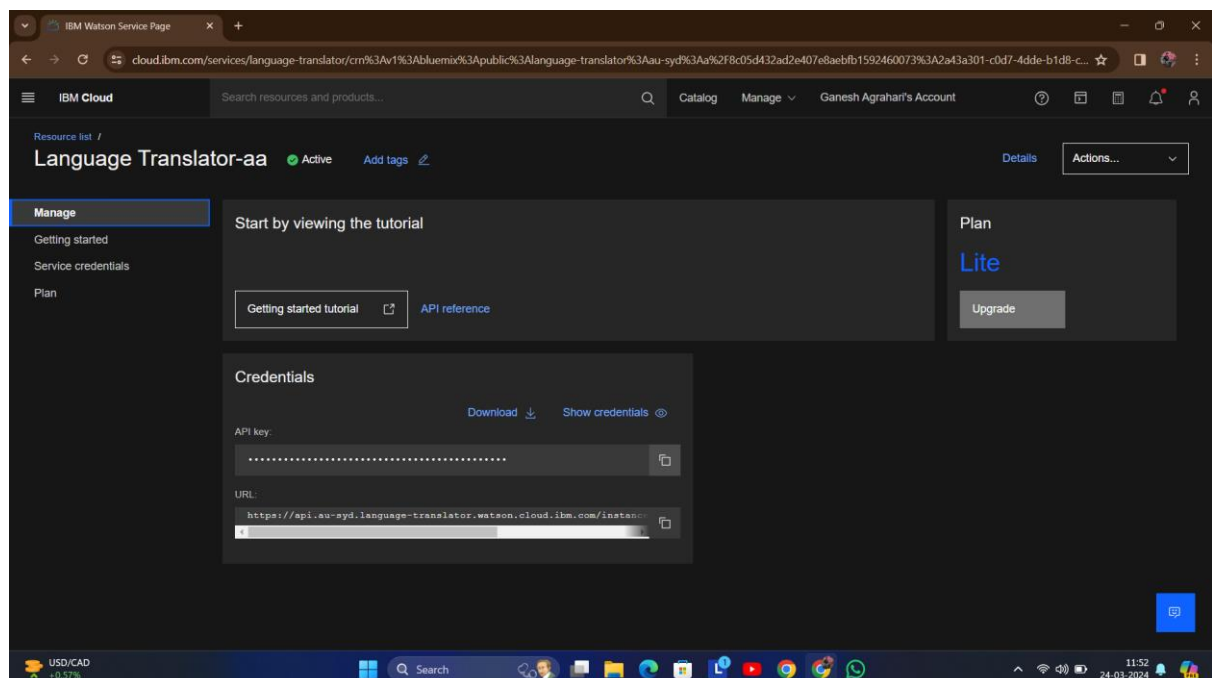 IBM Watson Service Page
cloud.ibm.com/services/language-translator/crn%3Av1%3Abluemix%3Apublic%3Alanguage-translator%3Aau-syd%3Aa%2F8c05d432ad2e407e8aebfb1592460073%3A2a43a301-c0d7-4dde-b1d8-c...
IBM Cloud Search resources and products... Catalog Manage Ganesh Agrahari's Account
Resource list /
Language Translator-aa Active Add tags Details Actions...
Manage
Getting started
Service credentials
Plan
Start by viewing the tutorial
Getting started tutorial API reference
Plan
Lite
Upgrade
Credentials
Download Show credentials
API key:
URL:
https://api.au-syd.language-translator.watson.cloud.ibm.com/instanc
USD/CAD
+0.57%
Search
11:52
24-03-2024